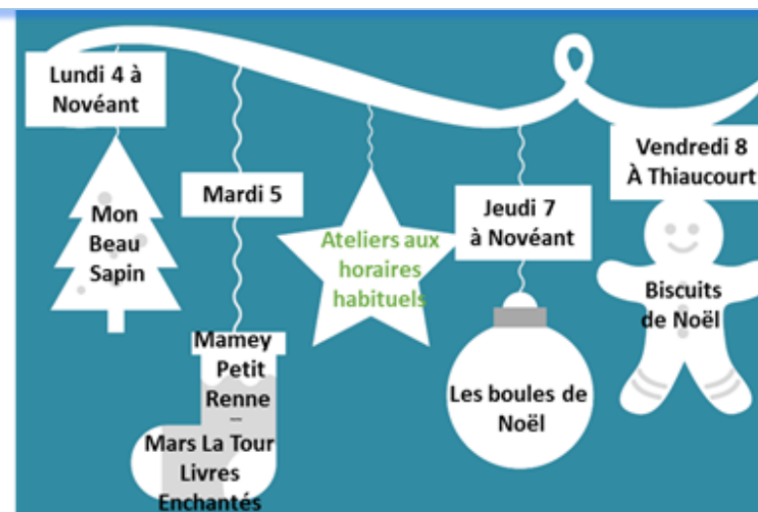 Lundi 4 à
Novéant
Mon
Beau
Sapin
Mardi 5
Mamey
Petit
Renne
–
Mars La Tour
Livres
Enchantés
Ateliers aux
horaires
habituels
Jeudi 7
à Novéant
Les boules de
Noël
Vendredi 8
À Thiaucourt
Biscuits
de Noël